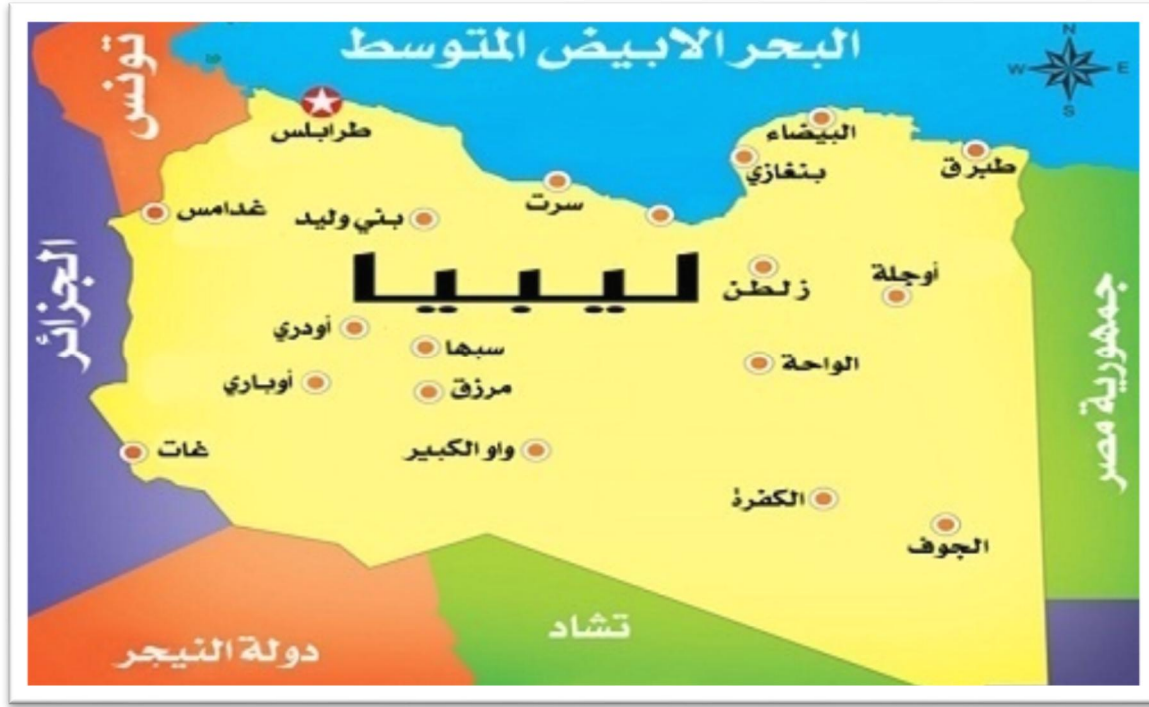 البحر الابيض المتوسط
N
W E
S
تونس
طرابلس
البيضاء
بنغازي
طبرق
غدامس
بني وليد
سرت
الجزائر
ليبيا
زلطن
أوجلة
جمهورية مصر
أودري
سبها
الواحة
أوباري
مرزق
غات
واو الكبير
الكفرة
الجوف
تشاد
دولة النيجر